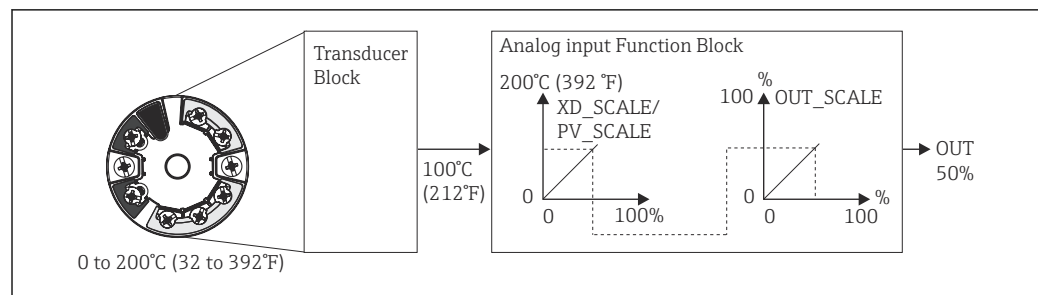 Transducer
Block
Analog input Function Block
200°C (392 °F)
XD_SCALE/
PV_SCALE
0
0
100%
%
100
OUT_SCALE
0
0
100
%
100°C
(212°F)
OUT
50%
0 to 200°C (32 to 392°F)